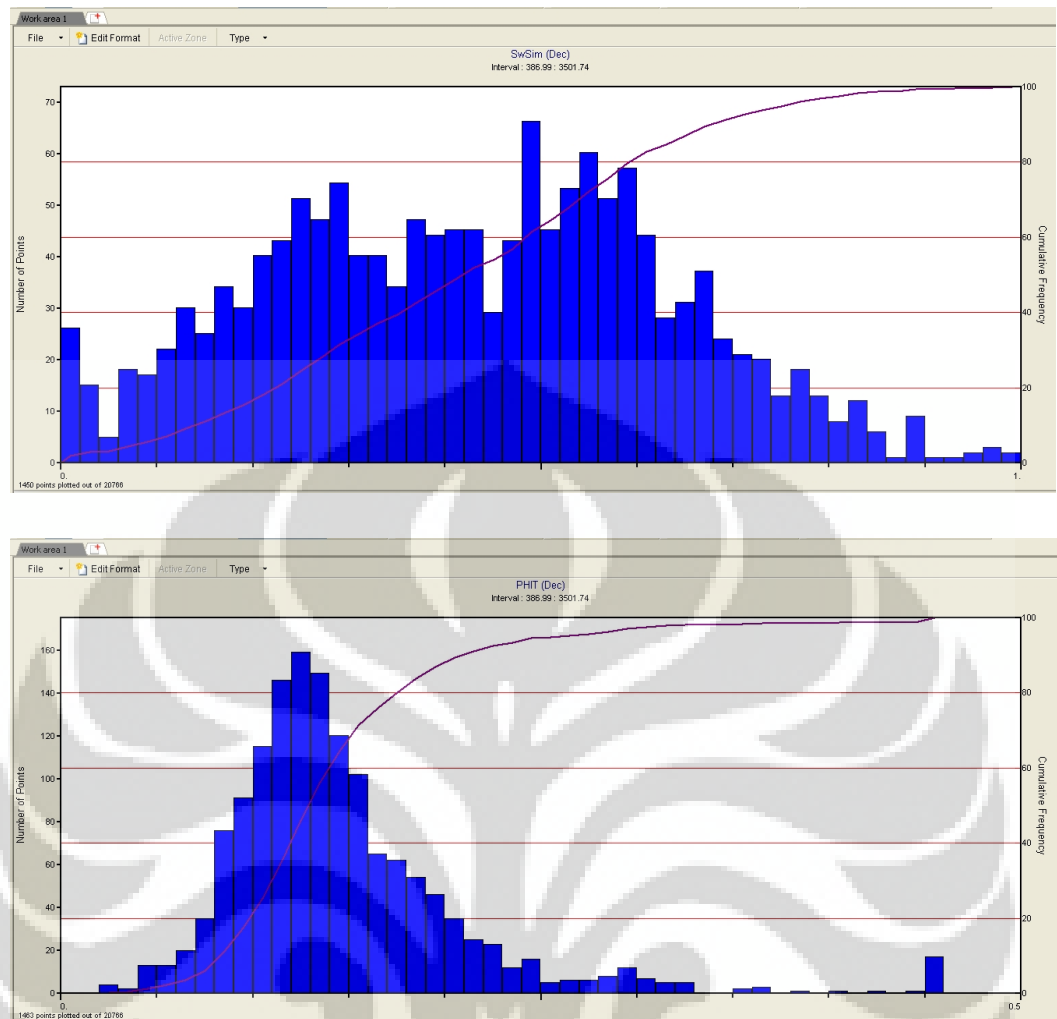 Work area 1
File Edit Format Active Zone Type
SwSim (Dec)
Interval : 386.99 : 3501.74
Number of Points
70
60
50
40
30
20
10
0
100
80
60
40
20
0
Cumulative Frequency
0.
1.
1450 points plotted out of 20766
Work area 1
File Edit Format Active Zone Type
PHIT (Dec)
Interval : 386.99 : 3501.74
Number of Points
160
140
120
100
80
60
40
20
0
100
80
60
40
20
0
Cumulative Frequency
0.
0.5
1463 points plotted out of 20766